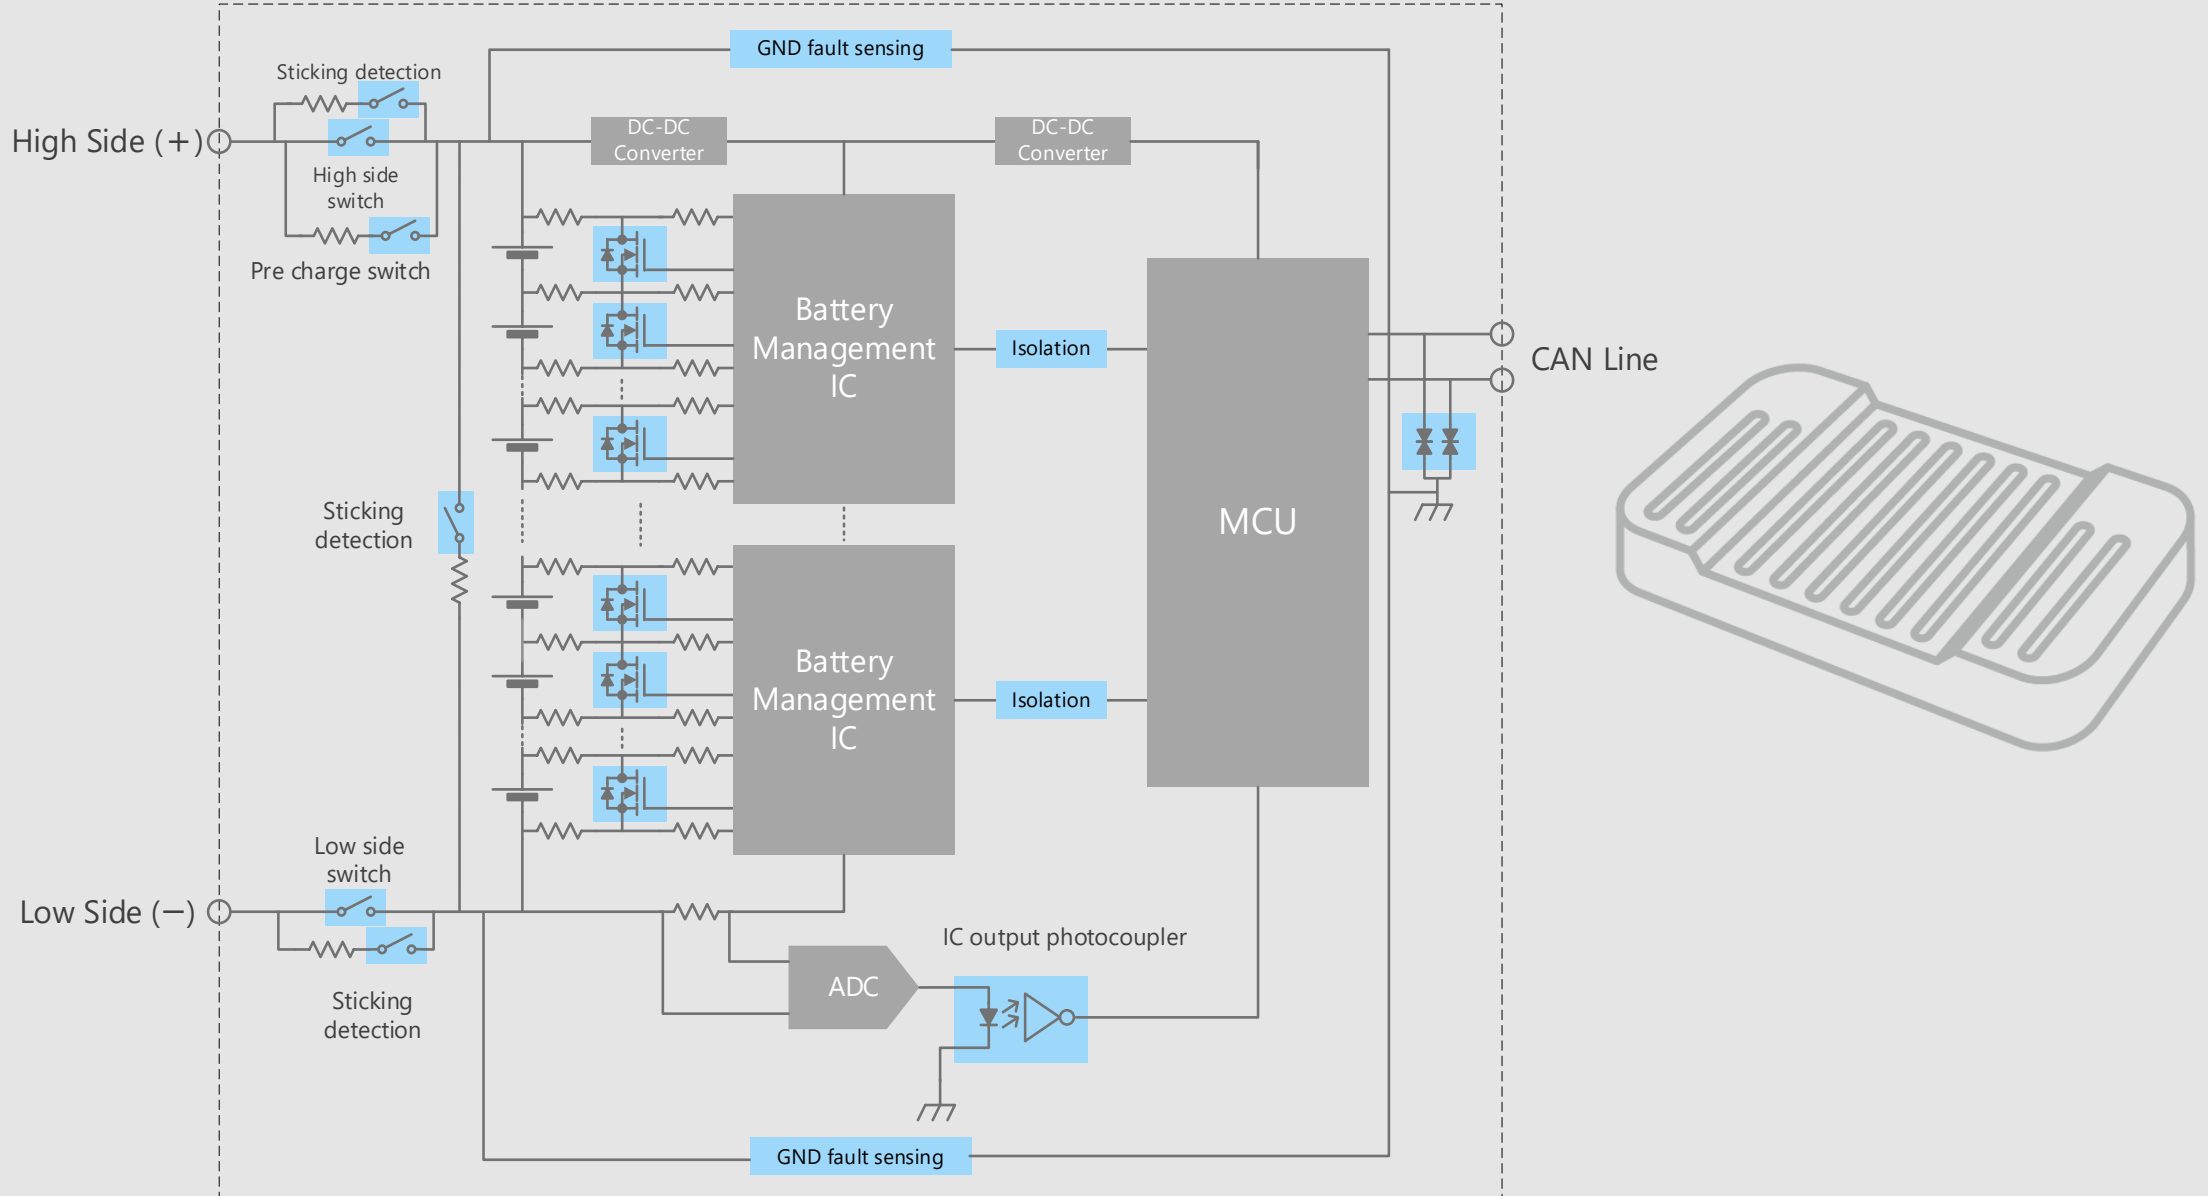 GND fault sensing
Sticking detection
High Side (+)
DC-DC
Converter
DC-DC
Converter
High side
switch
Pre charge switch
Battery
Management
IC
Isolation
CAN Line
Sticking
detection
MCU
Battery
Management
IC
Isolation
Low side
switch
Low Side (−)
IC output photocoupler
ADC
Sticking
detection
GND fault sensing